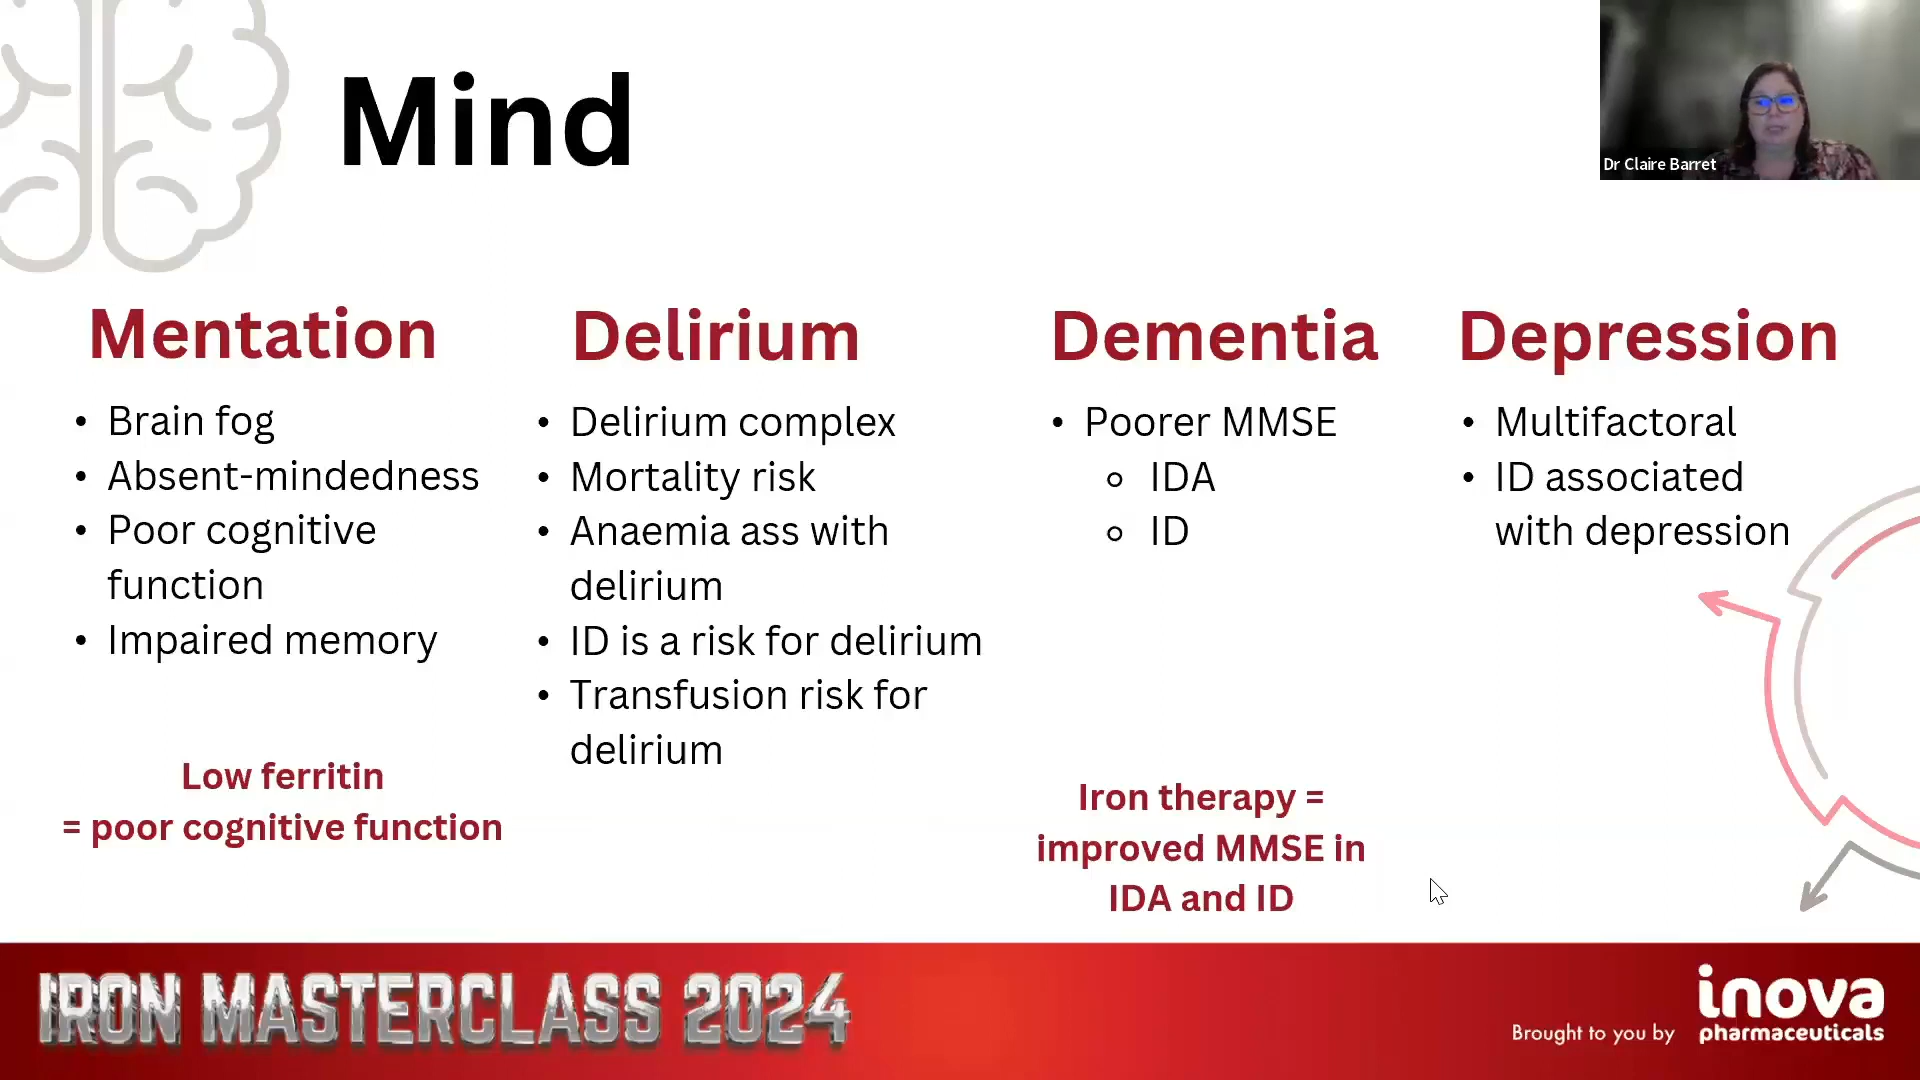 Mind
Dr Claire Barret
Mentation
• Brain fog
• Absent-mindedness
• Poor cognitive
function
• Impaired memory
Low ferritin
= poor cognitive function
Delirium
• Delirium complex
• Mortality risk
• Anaemia ass with
delirium
• ID is a risk for delirium
• Transfusion risk for
delirium
Dementia
• Poorer MMSE
◦ IDA
◦ ID
Iron therapy =
improved MMSE in
IDA and ID
Depression
• Multifactoral
• ID associated
with depression
IRON MASTERCLASS 2024
Brought to you by
inova
pharmaceuticals